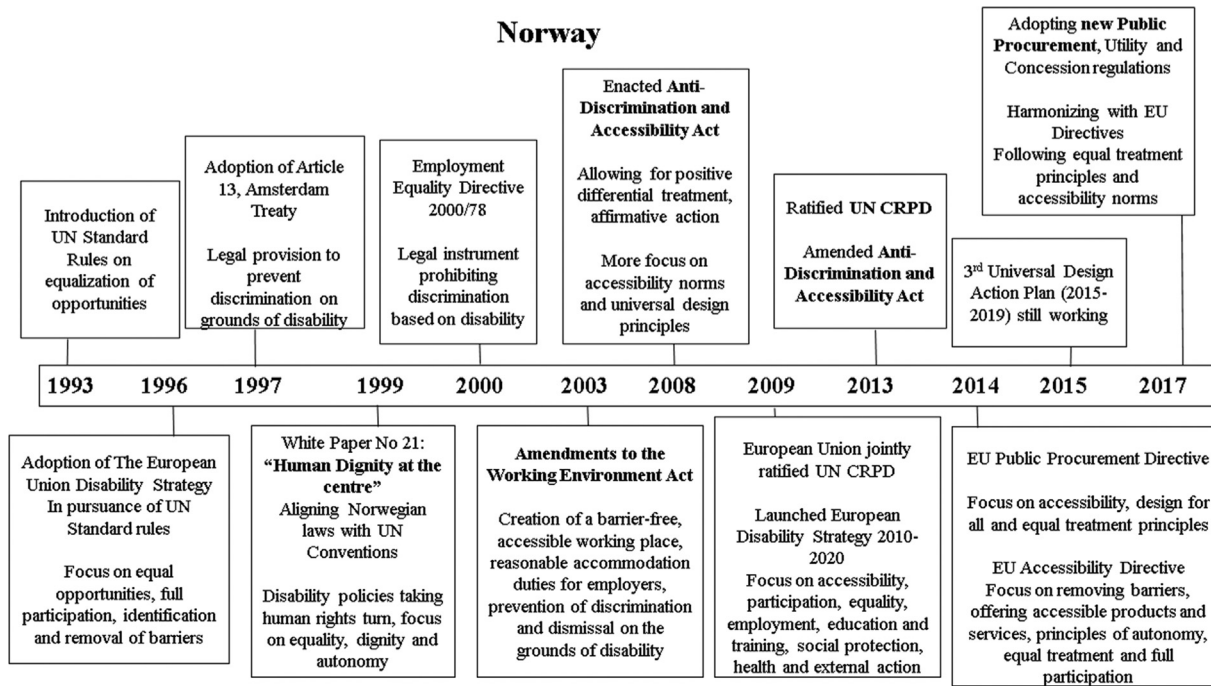 Norway
Introduction of
UN Standard
Rules on
equalization of
opportunities
Adoption of Article
13, Amsterdam
Treaty
Legal provision to
prevent
discrimination on
grounds of disability
Employment
Equality Directive
2000/78
Legal instrument
prohibiting
discrimination
based on disability
Enacted Anti-
Discrimination and
Accessibility Act
Allowing for positive
differential treatment,
affirmative action
More focus on
accessibility norms
and universal design
principles
Ratified UN CRPD
Amended Anti-
Discrimination and
Accessibility Act
3rd Universal Design
Action Plan (2015-
2019) still working
Adopting new Public
Procurement, Utility and
Concession regulations
Harmonizing with EU
Directives
Following equal treatment
principles and
accessibility norms
1993 1996 1997 1999 2000 2003 2008 2009 2013 2014 2015 2017
Adoption of The European
Union Disability Strategy
In pursuance of UN
Standard rules
Focus on equal
opportunities, full
participation, identification
and removal of barriers
White Paper No 21:
“Human Dignity at the
centre”
Aligning Norwegian
laws with UN
Conventions
Disability policies taking
human rights turn, focus
on equality, dignity and
autonomy
Amendments to the
Working Environment Act
Creation of a barrier-free,
accessible working place,
reasonable accommodation
duties for employers,
prevention of discrimination
and dismissal on the
grounds of disability
European Union jointly
ratified UN CRPD
Launched European
Disability Strategy 2010-
2020
Focus on accessibility,
participation, equality,
employment, education and
training, social protection,
health and external action
EU Public Procurement Directive
Focus on accessibility, design for
all and equal treatment principles
EU Accessibility Directive
Focus on removing barriers,
offering accessible products and
services, principles of autonomy,
equal treatment and full
participation